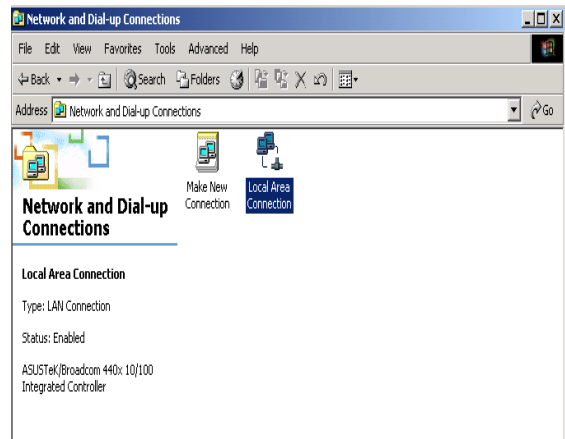 Network and Dial-up Connections
File Edit View Favorites Tools Advanced Help
Back Search Folders
Address Network and Dial-up Connections Go
Make New
Connection
Local Area
Connection
Network and Dial-up
Connections
Local Area Connection
Type: LAN Connection
Status: Enabled
ASUSTeK/Broadcom 440x 10/100
Integrated Controller